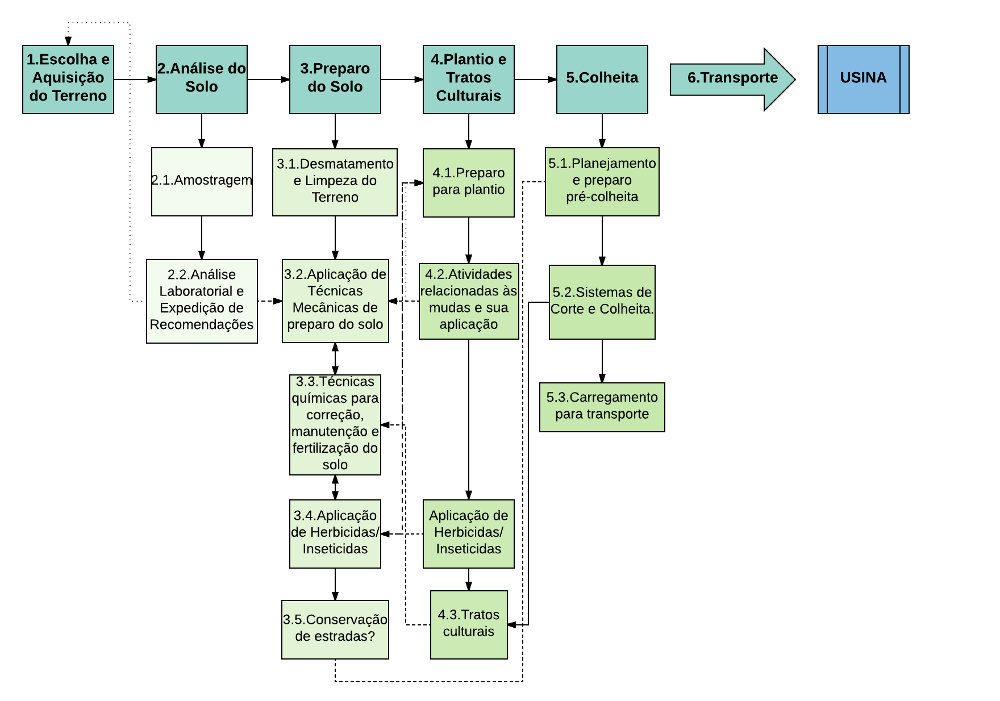 1.Escolha e
Aquisição
do Terreno
2.Análise do
Solo
3.Preparo
do Solo
4.Plantio e
Tratos
Culturais
5.Colheita
6.Transporte
USINA
2.1.Amostragem
2.2.Análise
Laboratorial e
Expedição de
Recomendações
3.1.Desmatamento
e Limpeza do
Terreno
3.2.Aplicação de
Técnicas
Mecânicas de
preparo do solo
3.3.Técnicas
químicas para
correção,
manutenção e
fertilização do
solo
3.4.Aplicação
de Herbicidas/
Inseticidas
3.5.Conservação
de estradas?
4.1.Preparo
para plantio
4.2.Atividades
relacionadas às
mudas e sua
aplicação
Aplicação de
Herbicidas/
Inseticidas
4.3.Tratos
culturais
5.1.Planejamento
e preparo
pré-colheita
5.2.Sistemas de
Corte e Colheita.
5.3.Carregamento
para transporte